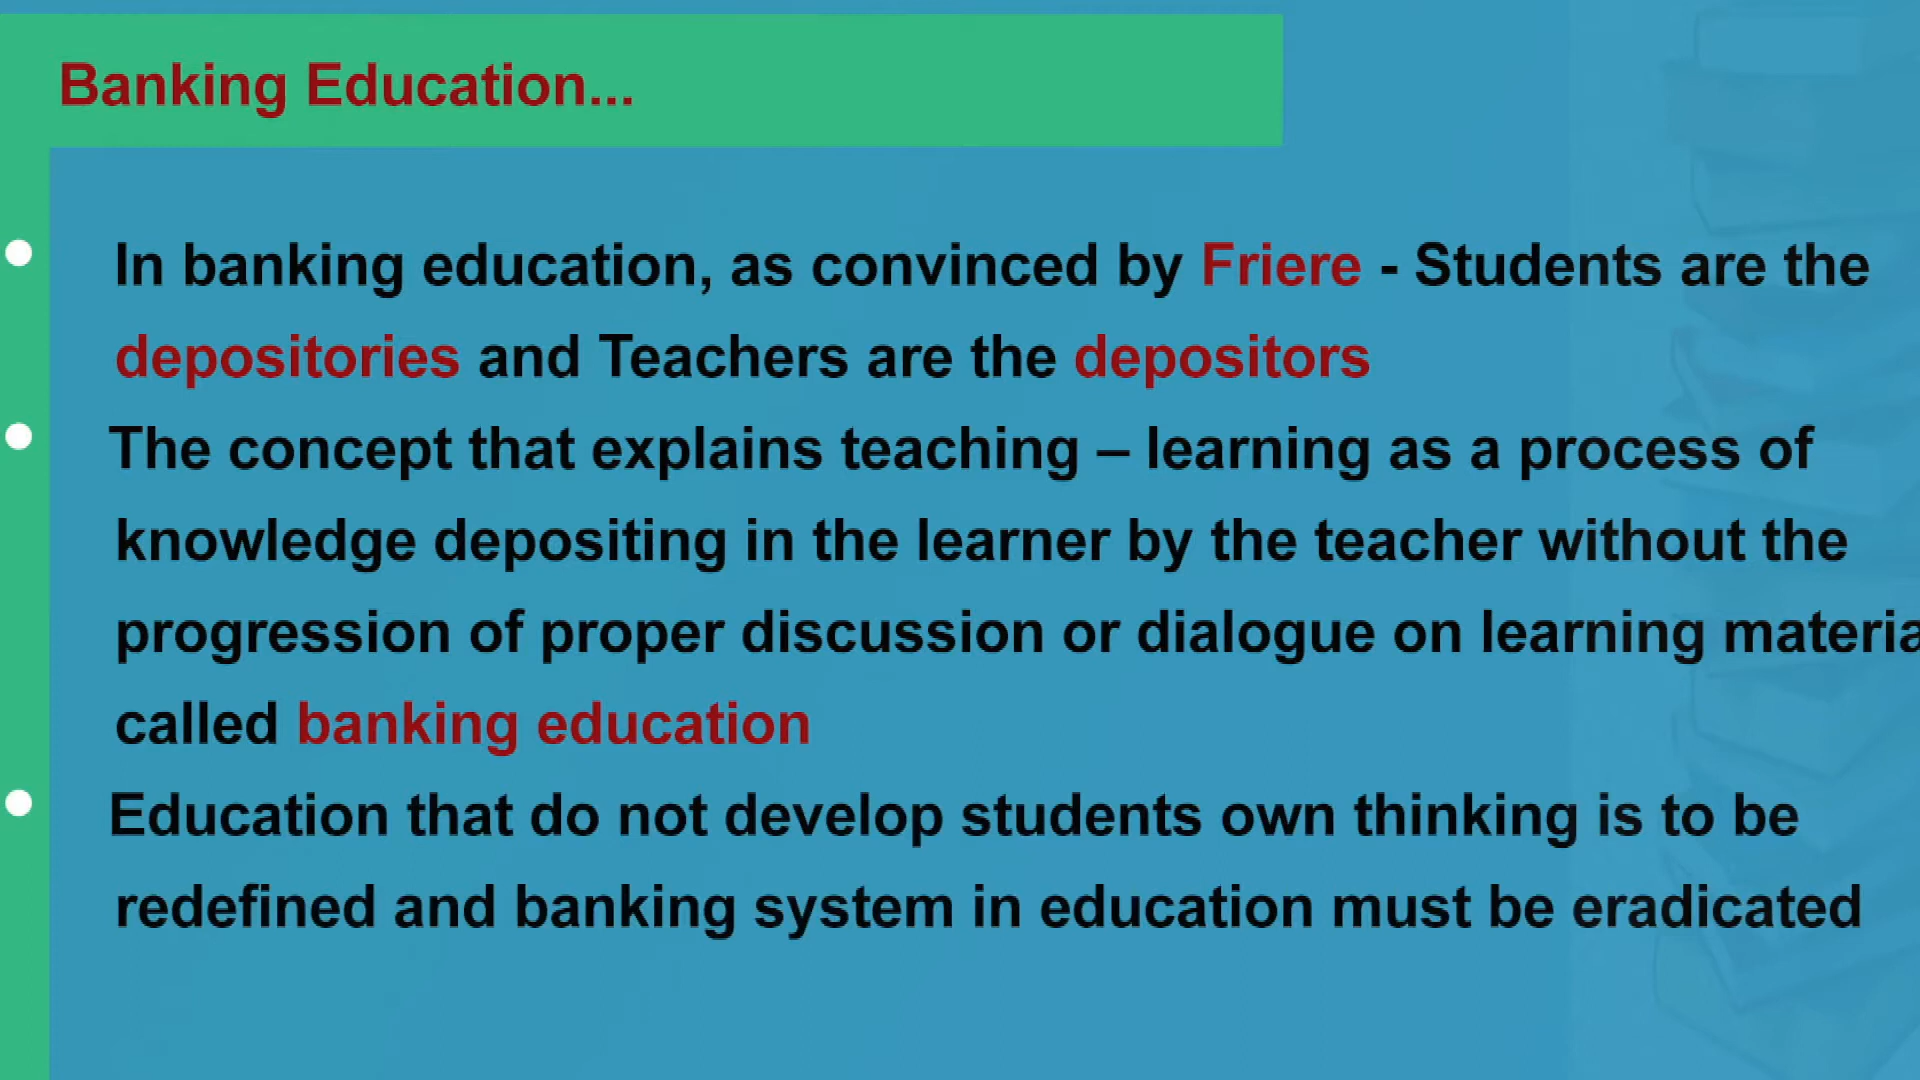 Banking Education...
In banking education, as convinced by Friere - Students are the
depositories and Teachers are the depositors
The concept that explains teaching – learning as a process of
knowledge depositing in the learner by the teacher without the
progression of proper discussion or dialogue on learning
called banking education
Education that do not develop students own thinking is to be
redefined and banking system in education must be eradicated